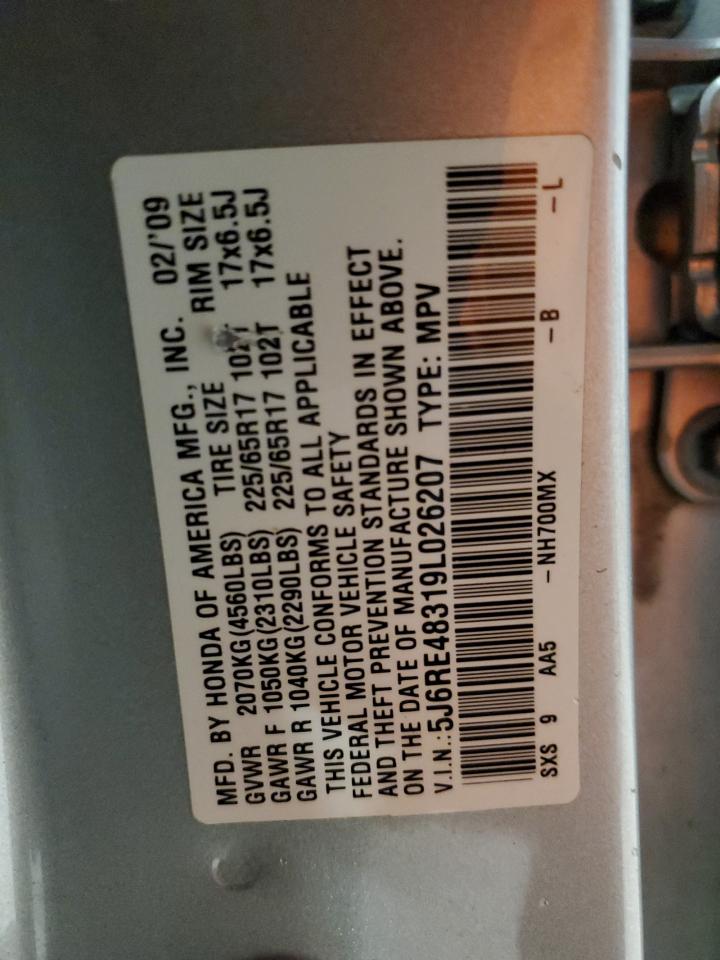 MFD. BY HONDA OF AMERICA MFG., INC. 02/'09
GVWR 2070KG(4560LBS) TIRE SIZE RIM SIZE
GAWR F 1050KG(2310LBS) 225/65R17 17x6.5J
GAWR R 1040KG(2290LBS) 225/65R17 102T 17x6.5J
THIS VEHICLE CONFORMS TO ALL APPLICABLE
FEDERAL MOTOR VEHICLE SAFETY
AND THEFT PREVENTION STANDARDS IN EFFECT
ON THE DATE OF MANUFACTURE SHOWN ABOVE.
V.I.N.: 5J6RE48319L026207 TYPE: MPV
SXS 9 AA5 -NH700MX -B -L